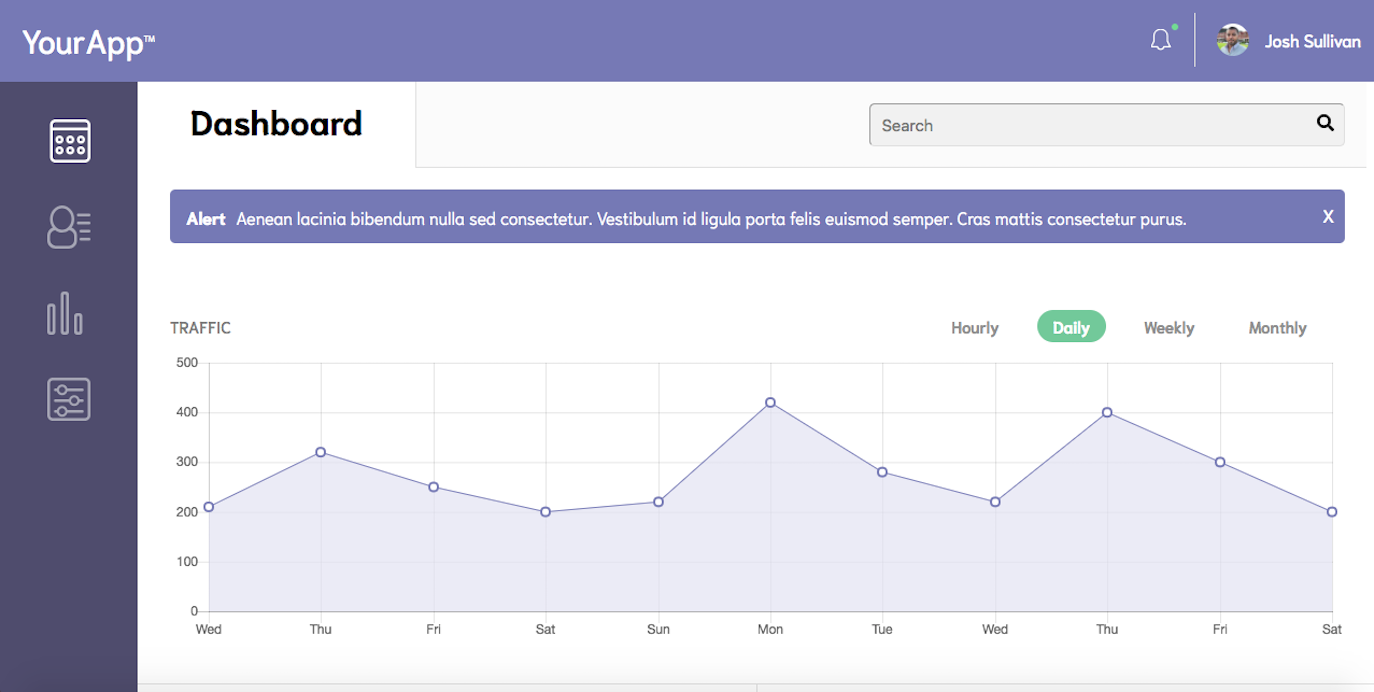 YourApp™
Josh Sullivan
Dashboard
Search
Alert Aenean lacinia bibendum nulla sed consectetur. Vestibulum id ligula porta felis euismod semper. Cras mattis consectetur purus. X
TRAFFIC
Hourly Daily Weekly Monthly
500
400
300
200
100
0
Wed Thu Fri Sat Sun Mon Tue Wed Thu Fri Sat